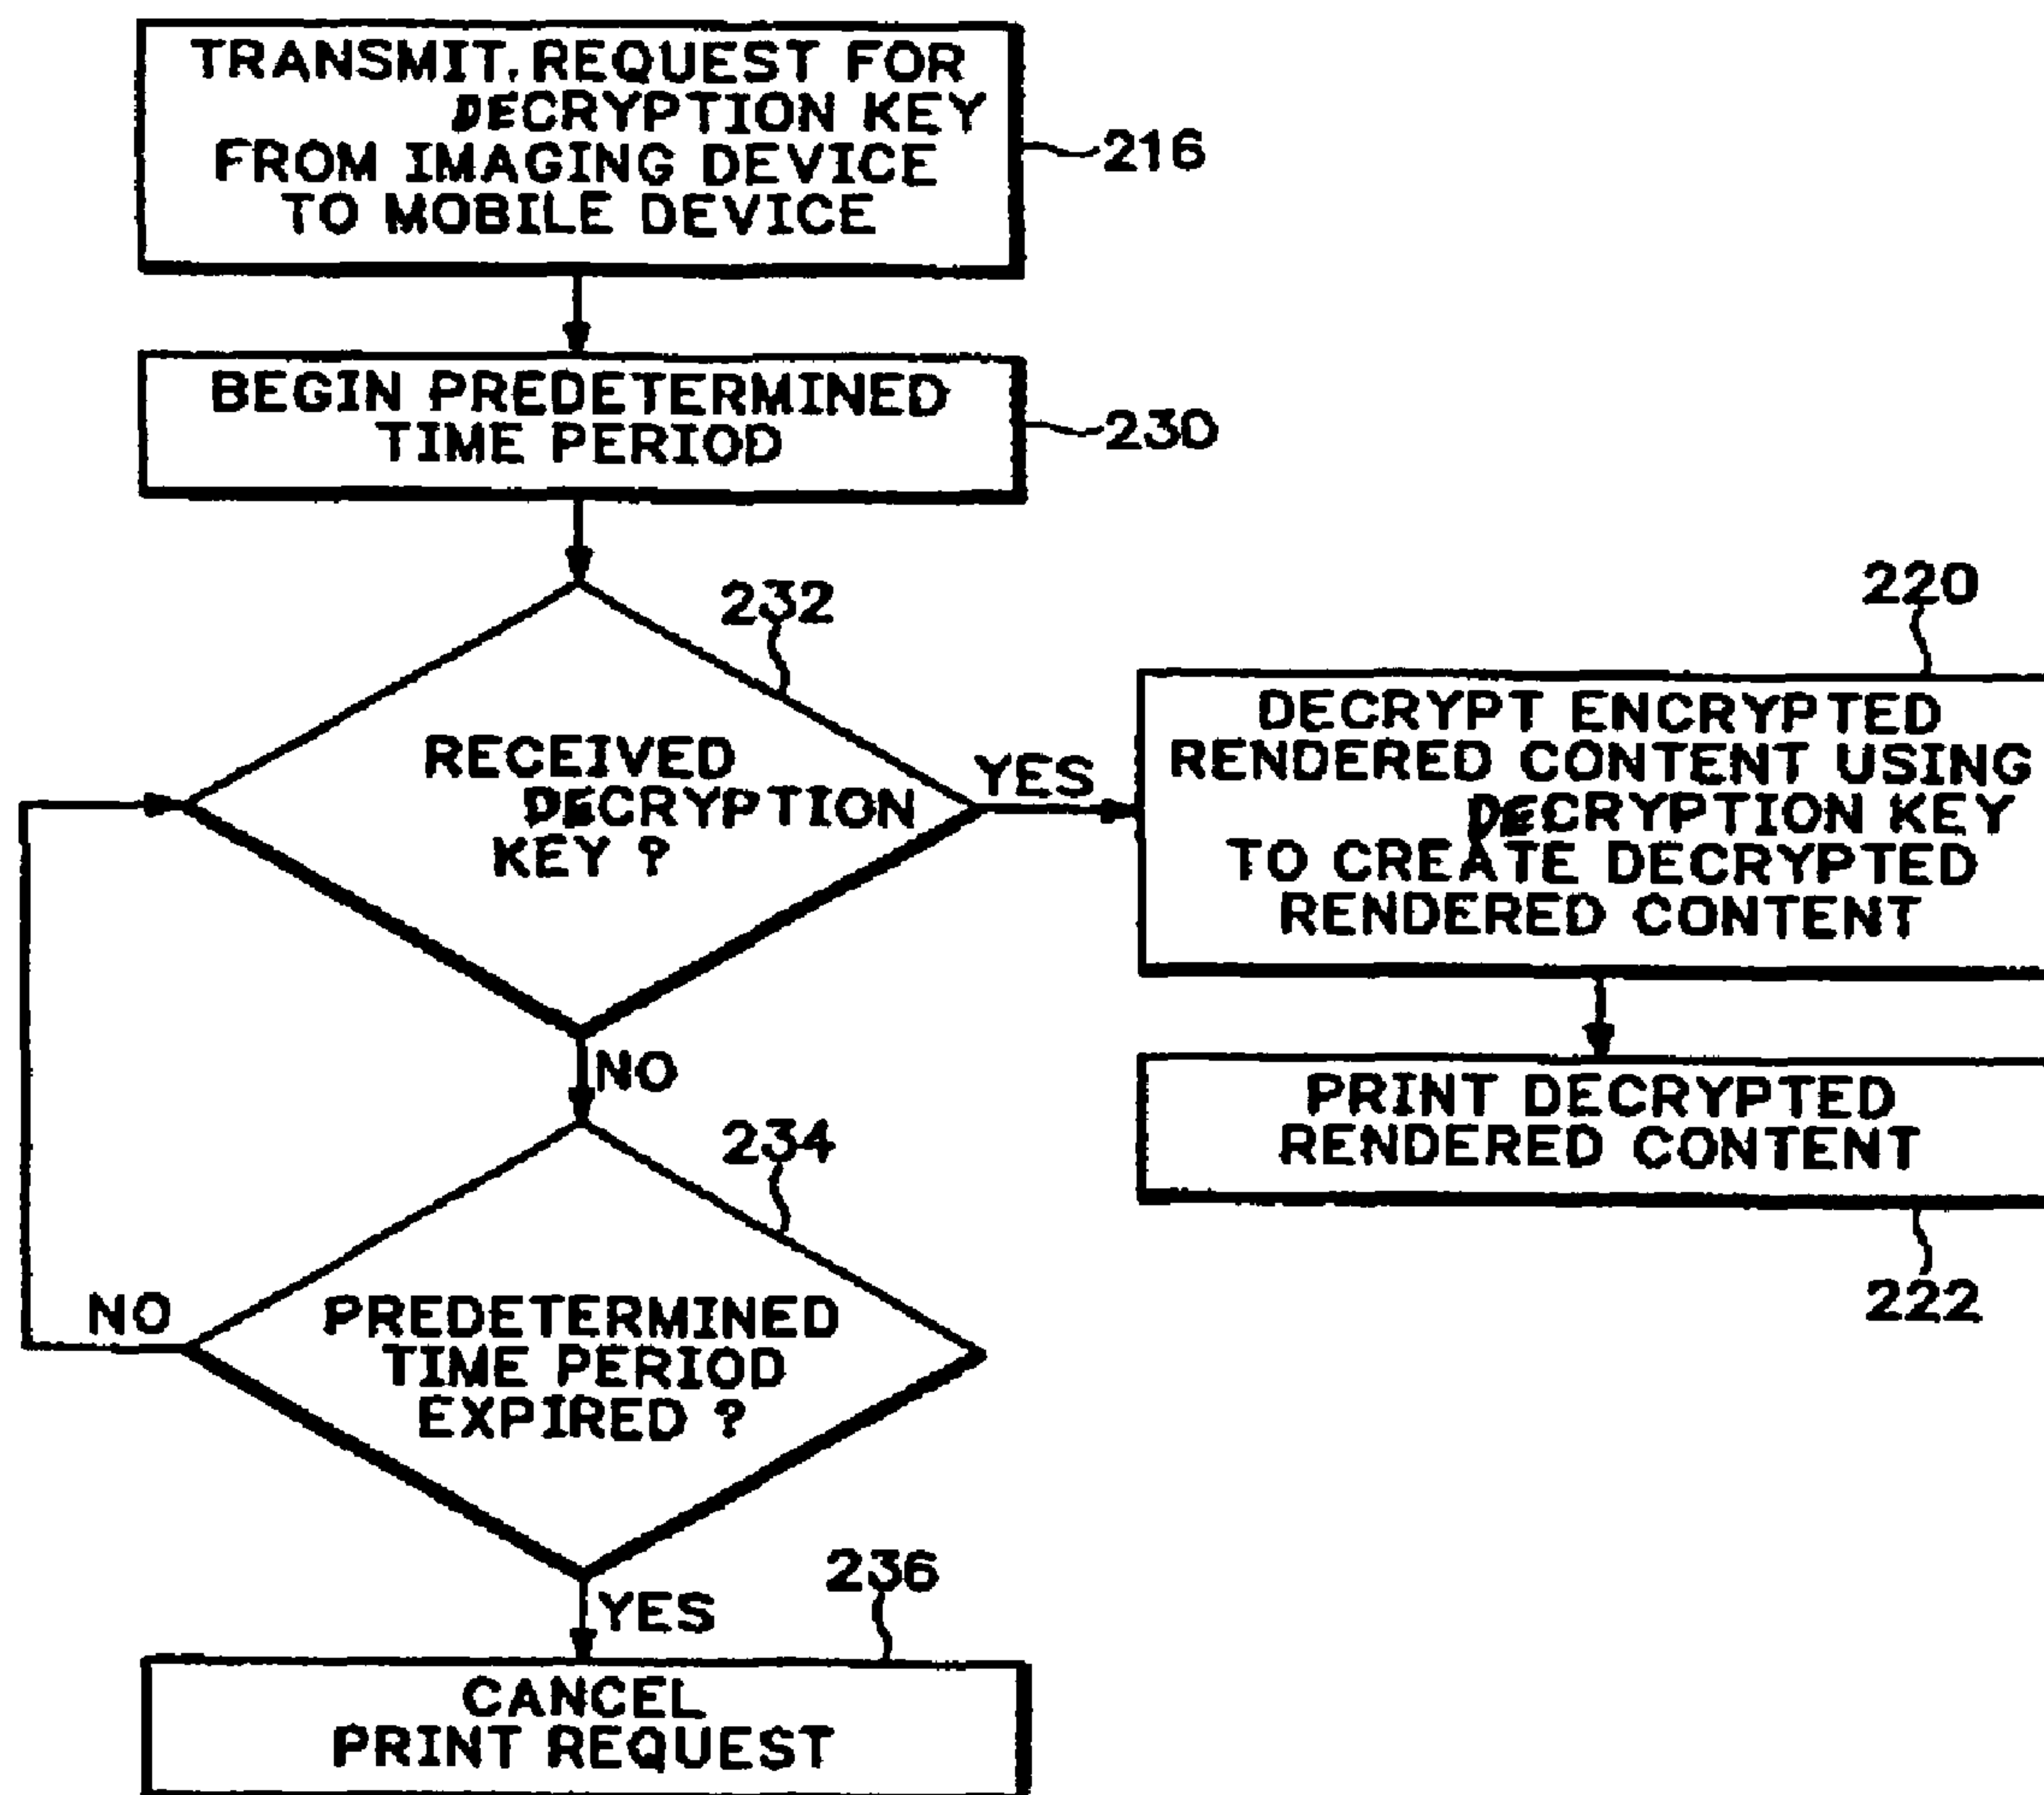 TRANSMIT. REQUEST FOR
DECRYPTION KEY
FROM IMAGING DEVICE
TO MOBILE DEVICE
216
BEGIN PREDETERMINED
TIME PERIOD
230
232
RECEIVED
DECRYPTION
KEY ?
YES
NO
220
DECRYPT ENCRYPTED
RENDERED CONTENT USING
DECRYPTION KEY
TO CREATE DECRYPTED
RENDERED CONTENT
PRINT DECRYPTED
RENDERED CONTENT
222
234
PREDETERMINED
TIME PERIOD
EXPIRED ?
NO
YES
236
CANCEL
PRINT REQUEST